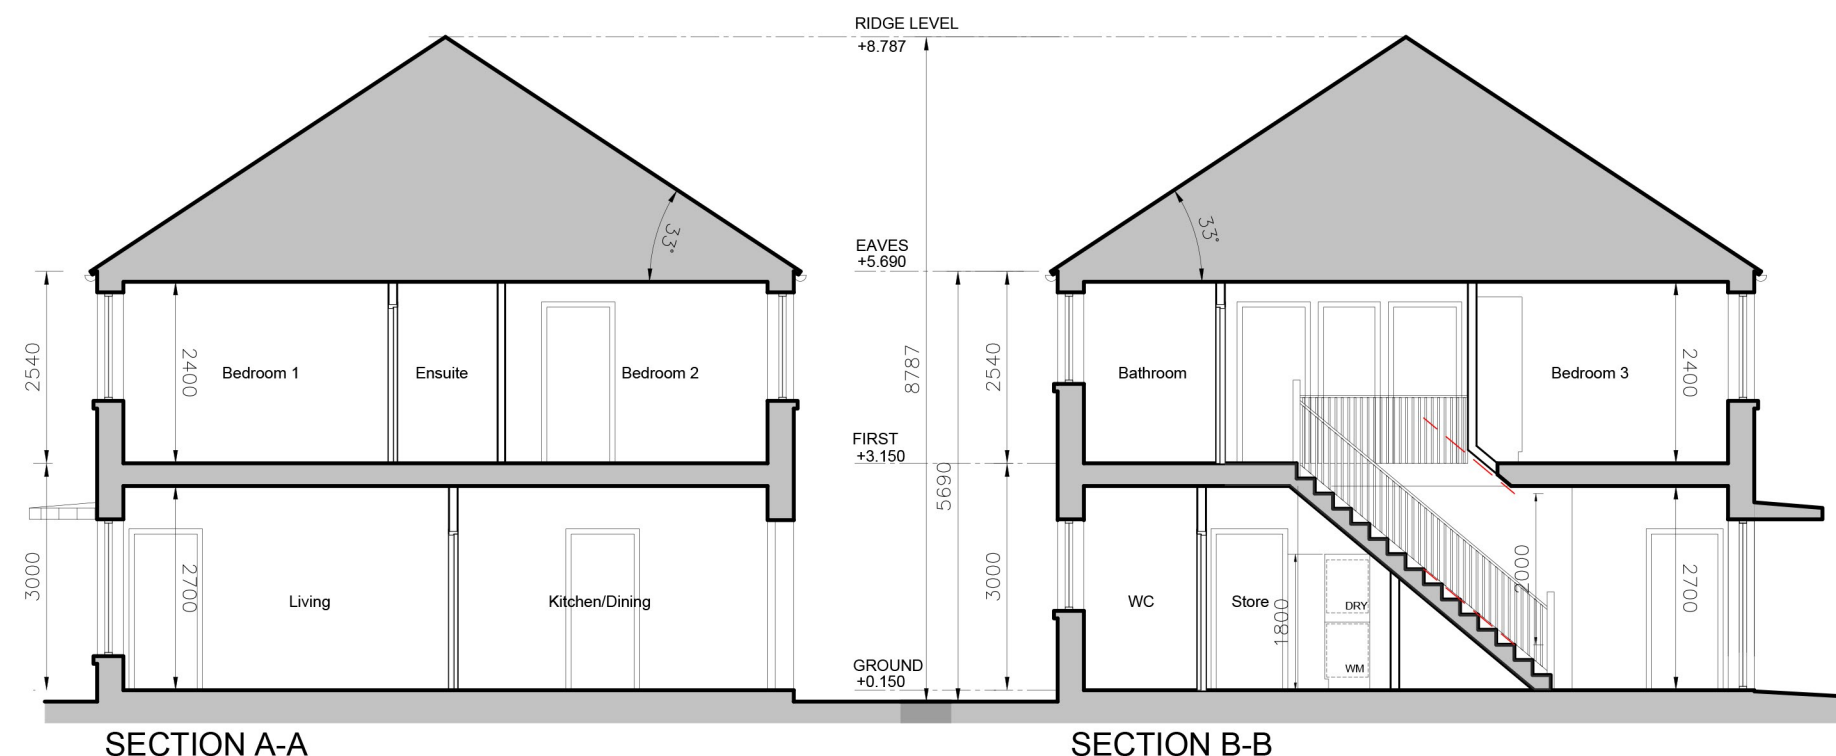 RIDGE LEVEL
+8.787
33°
33°
EAVES
+5.690
2540
2400
Bedroom 1
Ensuite
Bedroom 2
8787
2540
Bathroom
Bedroom 3
2400
FIRST
+3.150
5690
3000
2700
Living
Kitchen/Dining
3000
WC
Store
1800
DRY
WM
2000
2700
GROUND
+0.150
SECTION A-A
SECTION B-B